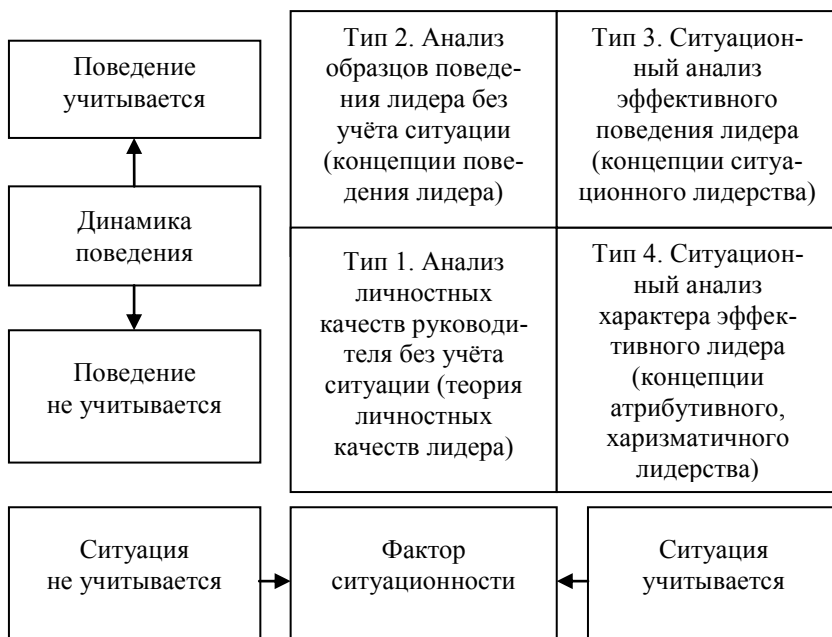 Поведение
учитывается
Динамика
поведения
Поведение
не учитывается
Тип 2. Анализ
образцов поведе-
ния лидера без
учёта ситуации
(концепции пове-
дения лидера)
Тип 3. Ситуацион-
ный анализ
эффективного
поведения лидера
(концепции ситуа-
ционного лидерства)
Тип 1. Анализ
личностных
качеств руководи-
теля без учёта
ситуации (теория
личностных
качеств лидера)
Тип 4. Ситуацион-
ный анализ
характера эффек-
тивного лидера
(концепции
атрибутивного,
харизматичного
лидерства)
Ситуация
не учитывается
Фактор
ситуационности
Ситуация
учитывается